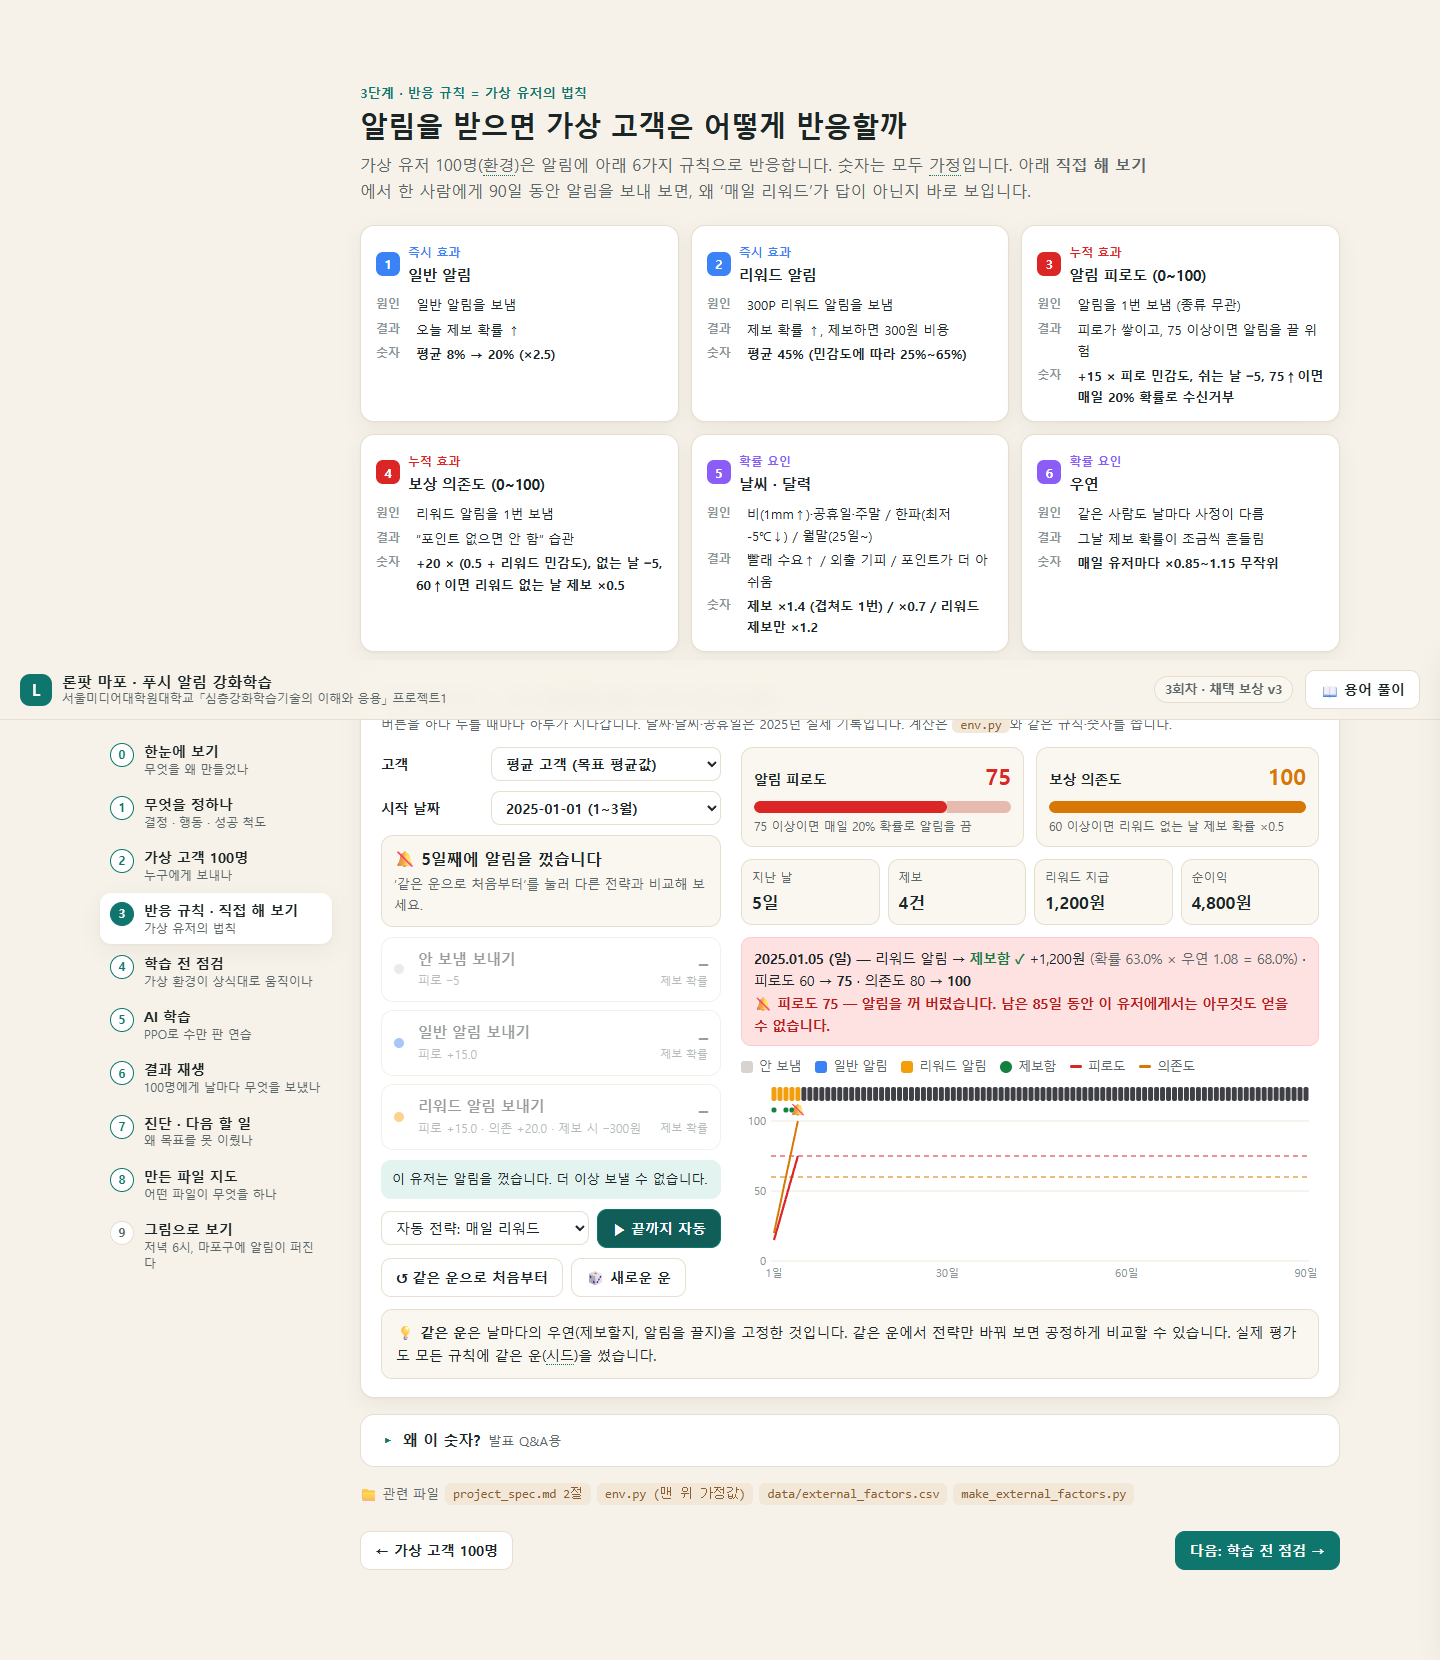 3단계 · 반응 규칙 = 가상 유저의 법칙
알림을 받으면 가상 고객은 어떻게 반응할까
가상 유저 100명(환경)은 알림에 아래 6가지 규칙으로 반응합니다. 숫자는 모두 가정입니다. 아래 직접 해 보기
에서 한 사람에게 90일 동안 알림을 보내 보면, 왜 ‘매일 리워드’가 답이 아닌지 바로 보입니다.
1
즉시 효과
일반 알림
원인 일반 알림을 보냄
결과 오늘 제보 확률 ↑
숫자 평균 8% → 20% (×2.5)
2
즉시 효과
리워드 알림
원인 300P 리워드 알림을 보냄
결과 제보 확률 ↑, 제보하면 300원 비용
숫자 평균 45% (민감도에 따라 25%~65%)
3
누적 효과
알림 피로도 (0~100)
원인 알림을 1번 보냄 (종류 무관)
결과 피로가 쌓이고, 75 이상이면 알림을 끌 위
험
숫자 +15 × 피로 민감도, 쉬는 날 −5, 75↑이면
매일 20% 확률로 수신거부
4
누적 효과
보상 의존도 (0~100)
원인 리워드 알림을 1번 보냄
결과 “포인트 없으면 안 함” 습관
숫자 +20 × (0.5 + 리워드 민감도), 없는 날 −5,
60↑이면 리워드 없는 날 제보 ×0.5
5
확률 요인
날씨 · 달력
원인 비(1mm↑)·공휴일·주말 / 한파(최저
-5℃↓) / 월말(25일~)
결과 빨래 수요↑ / 외출 기피 / 포인트가 더 아
쉬움
숫자 제보 ×1.4 (겹쳐도 1번) / ×0.7 / 리워드
제보만 ×1.2
6
확률 요인
우연
원인 같은 사람도 날마다 사정이 다름
결과 그날 제보 확률이 조금씩 흔들림
숫자 매일 유저마다 ×0.85~1.15 무작위
L
론팟 마포 · 푸시 알림 강화학습
서울미디어대학원대학교 「심층강화학습기술의 이해와 응용」 프로젝트1
3회차 · 채택 보상 v3
📖 용어 풀이
버튼을 하나 누를 때마다 하루가 지나갑니다. 날짜·날씨·공휴일은 2025년 실제 기록입니다. 계산은 env.py 와 같은 규칙·숫자를 씁니다.
0 한눈에 보기
무엇을 왜 만들었나
1 무엇을 정하나
결정 · 행동 · 성공 척도
2 가상 고객 100명
누구에게 보내나
3 반응 규칙 · 직접 해 보기
가상 유저의 법칙
4 학습 전 점검
가상 환경이 상식대로 움직이나
5 AI 학습
PPO로 수만 판 연습
6 결과 재생
100명에게 날마다 무엇을 보냈나
7 진단 · 다음 할 일
왜 목표를 못 이뤘나
8 만든 파일 지도
어떤 파일이 무엇을 하나
9 그림으로 보기
저녁 6시, 마포구에 알림이 퍼진
다
고객 평균 고객 (목표 평균값)
시작 날짜 2025-01-01 (1~3월)
5일째에 알림을 껐습니다
‘같은 운으로 처음부터’를 눌러 다른 전략과 비교해 보
세요.
안 보냄 보내기 –
피로 −5 제보 확률
일반 알림 보내기 –
피로 +15.0 제보 확률
리워드 알림 보내기 –
피로 +15.0 · 의존 +20.0 · 제보 시 −300원 제보 확률
이 유저는 알림을 껐습니다. 더 이상 보낼 수 없습니다.
자동 전략: 매일 리워드
▶ 끝까지 자동
↺ 같은 운으로 처음부터
🎲 새로운 운
알림 피로도 75
75 이상이면 매일 20% 확률로 알림을 끔
보상 의존도 100
60 이상이면 리워드 없는 날 제보 확률 ×0.5
지난 날
5일
제보
4건
리워드 지급
1,200원
순이익
4,800원
2025.01.05 (일) — 리워드 알림 → 제보함 ✓ +1,200원 (확률 63.0% × 우연 1.08 = 68.0%) ·
피로도 60 → 75 · 의존도 80 → 100
피로도 75 — 알림을 꺼 버렸습니다. 남은 85일 동안 이 유저에게서는 아무것도 얻을
수 없습니다.
안 보냄 일반 알림 리워드 알림 제보함 피로도 의존도
100
50
0
1일 30일 60일 90일
💡 같은 운은 날마다의 우연(제보할지, 알림을 끌지)을 고정한 것입니다. 같은 운에서 전략만 바꿔 보면 공정하게 비교할 수 있습니다. 실제 평가
도 모든 규칙에 같은 운(시드)을 썼습니다.
▸ 왜 이 숫자? 발표 Q&A용
📁 관련 파일 project_spec.md 2절 env.py (맨 위 가정값) data/external_factors.csv make_external_factors.py
← 가상 고객 100명
다음: 학습 전 점검 →